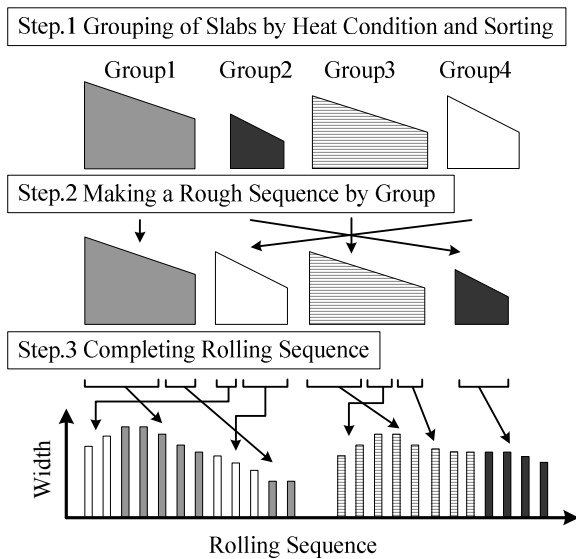 Step.1 Grouping of Slabs by Heat Condition and Sorting
Group1 Group2 Group3 Group4
Step.2 Making a Rough Sequence by Group
Step.3 Completing Rolling Sequence
Width
Rolling Sequence